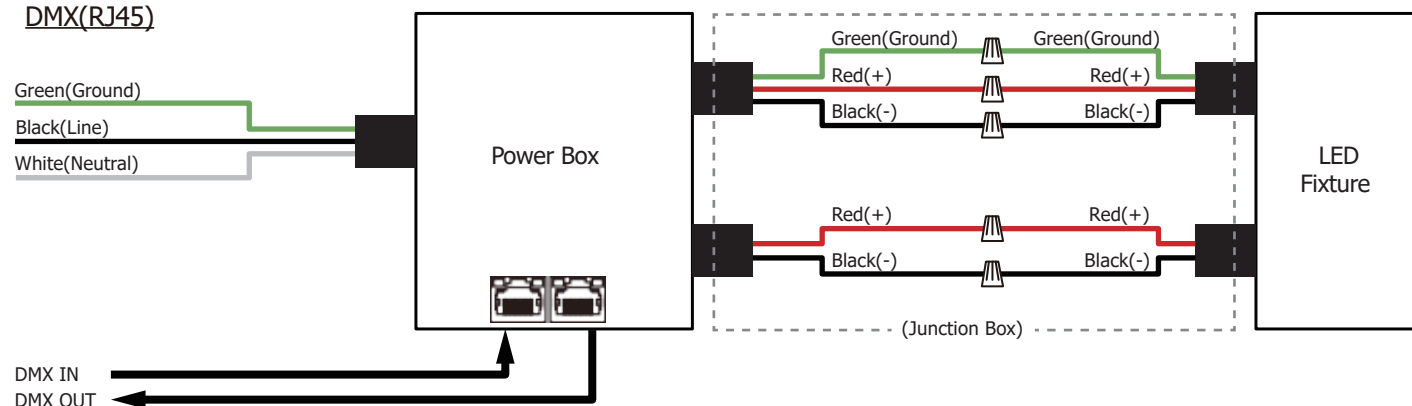 DMX(RJ45)
Green(Ground)
Black(Line)
White(Neutral)
Power Box
Green(Ground) Green(Ground)
Red(+) Red(+)
Black(-) Black(-)
Red(+) Red(+)
Black(-) Black(-)
(Junction Box)
LED
Fixture
DMX IN
DMX OUT